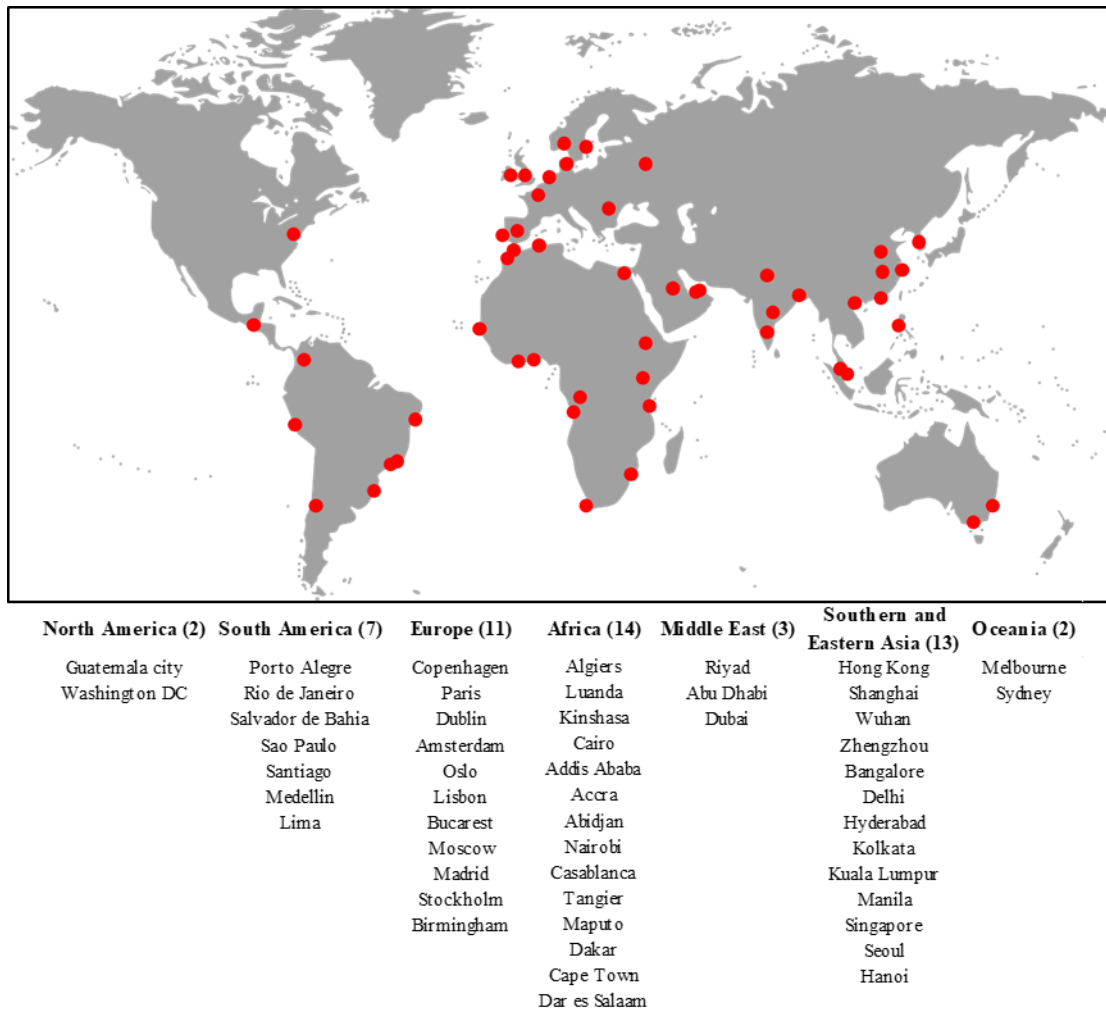 North America (2)
Guatemala city
Washington DC
South America (7)
Porto Alegre
Rio de Janeiro
Salvador de Bahia
Sao Paulo
Santiago
Medellin
Lima
Europe (11)
Copenhagen
Paris
Dublin
Amsterdam
Oslo
Lisbon
Bucarest
Moscow
Madrid
Stockholm
Birmingham
Africa (14)
Algiers
Luanda
Kinshasa
Cairo
Addis Ababa
Accra
Abidjan
Nairobi
Casablanca
Tangier
Maputo
Dakar
Cape Town
Dar es Salaam
Middle East (3)
Riyad
Abu Dhabi
Dubai
Southern and
Eastern Asia (13)
Hong Kong
Shanghai
Wuhan
Zhengzhou
Bangalore
Delhi
Hyderabad
Kolkata
Kuala Lumpur
Manila
Singapore
Seoul
Hanoi
Oceania (2)
Melbourne
Sydney